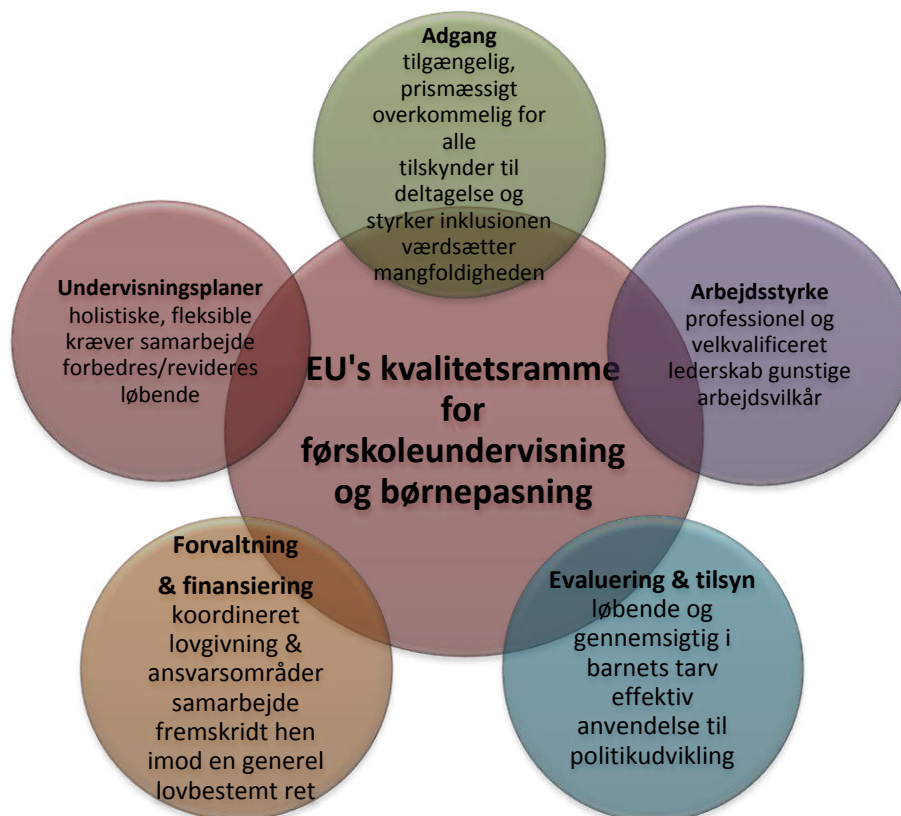 Adgang
tilgængelig,
prismæssigt
overkommelig for
alle
tilskynder til
deltagelse og
styrker inklusionen
værdsætter
mangfoldigheden
Undervisningsplaner
holistiske, fleksible
kræver samarbejde
forbedres/revideres
løbende
Arbejdsstyrke
professionel og
velkvalificeret
lederskab gunstige
arbejdsvilkår
EU's kvalitetsramme
for
førskoleundervisning
og børnepasning
Forvaltning
& finansiering
koordineret
lovgivning &
ansvarsområder
samarbejde
fremskridt hen
imod en generel
lovbestemt ret
Evaluering & tilsyn
løbende og
gennemsigtig i
barnets tarv
effektiv
anvendelse til
politikudvikling